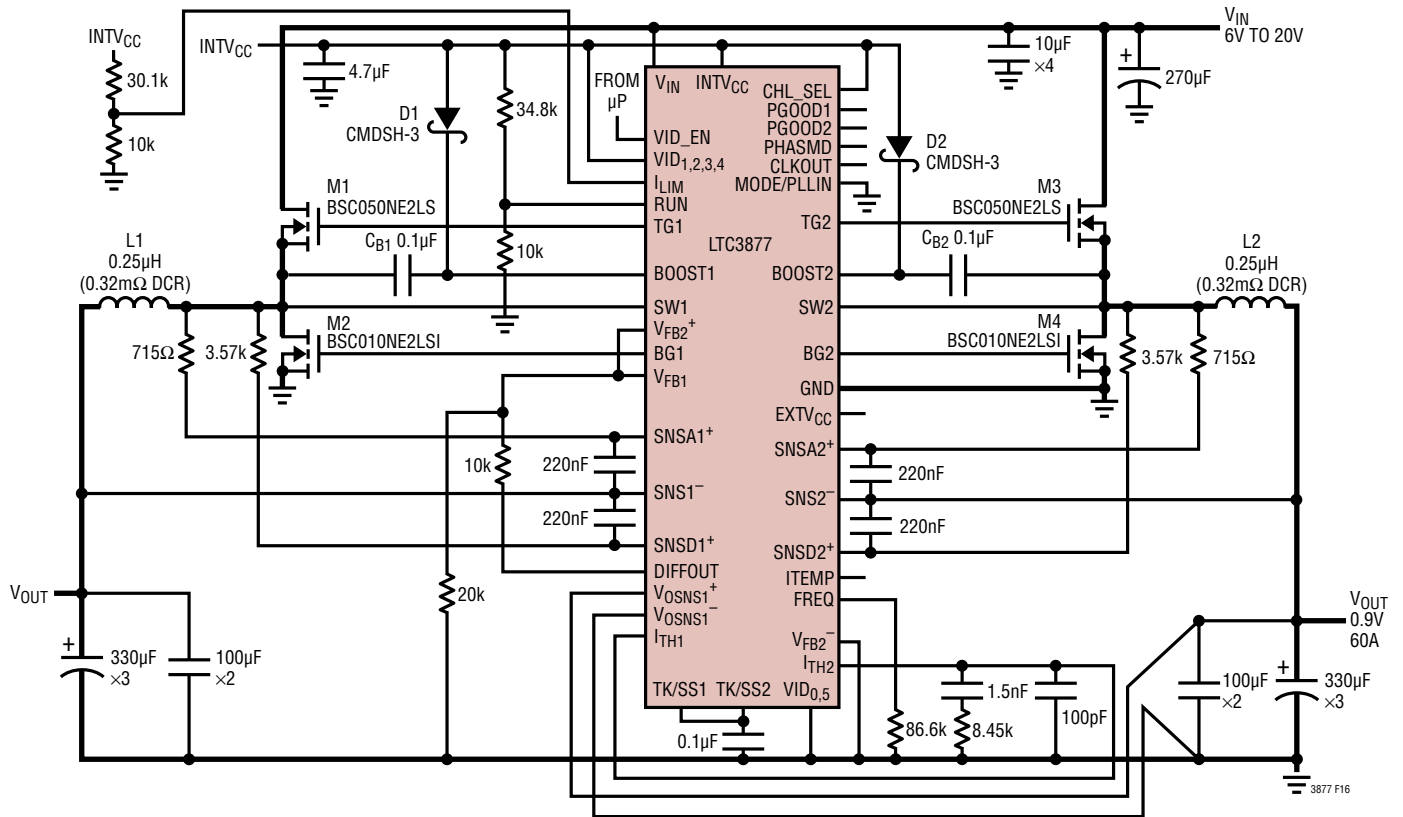 INTVCC
30.1k
10k
INTVCC
4.7µF
D1
CMDSH-3
34.8k
FROM
µP
10µF
×4
VIN
6V TO 20V
270µF
VIN
INTVCC
VID_EN
VID1,2,3,4
ILIM
RUN
TG1
BOOST1
SW1
VFB2+
BG1
VFB1
SNSA1+
SNS1–
SNSD1+
DIFFOUT
VOSNS1+
VOSNS1–
ITH1
TK/SS1
TK/SS2
VID0,5
LTC3877
CHL_SEL
PGOOD1
PGOOD2
PHASMD
CLKOUT
MODE/PLLIN
TG2
BOOST2
SW2
BG2
GND
EXTVCC
SNSA2+
SNS2–
SNSD2+
ITEMP
FREQ
VFB2–
ITH2
D2
CMDSH-3
M1
BSC050NE2LS
M3
BSC050NE2LS
CB1 0.1µF
10k
CB2 0.1µF
L1
0.25µH
(0.32mΩ DCR)
L2
0.25µH
(0.32mΩ DCR)
M2
BSC010NE2LSI
M4
BSC010NE2LSI
715Ω
3.57k
3.57k
715Ω
10k
220nF
220nF
220nF
220nF
20k
VOUT
330µF
×3
100µF
×2
0.1µF
86.6k
1.5nF
8.45k
100pF
VOUT
0.9V
60A
100µF
×2
330µF
×3
3877 F16